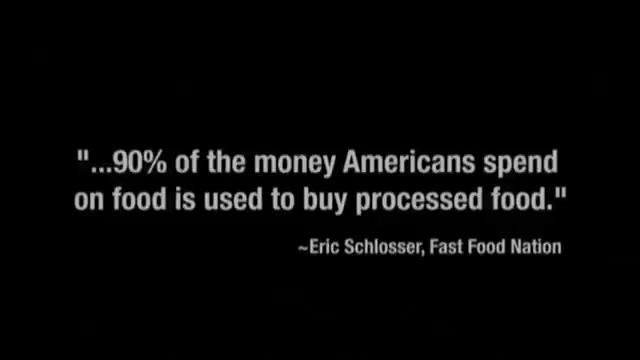 "...90% of the money Americans spend
on food is used to buy processed food."
~Eric Schlosser, Fast Food Nation